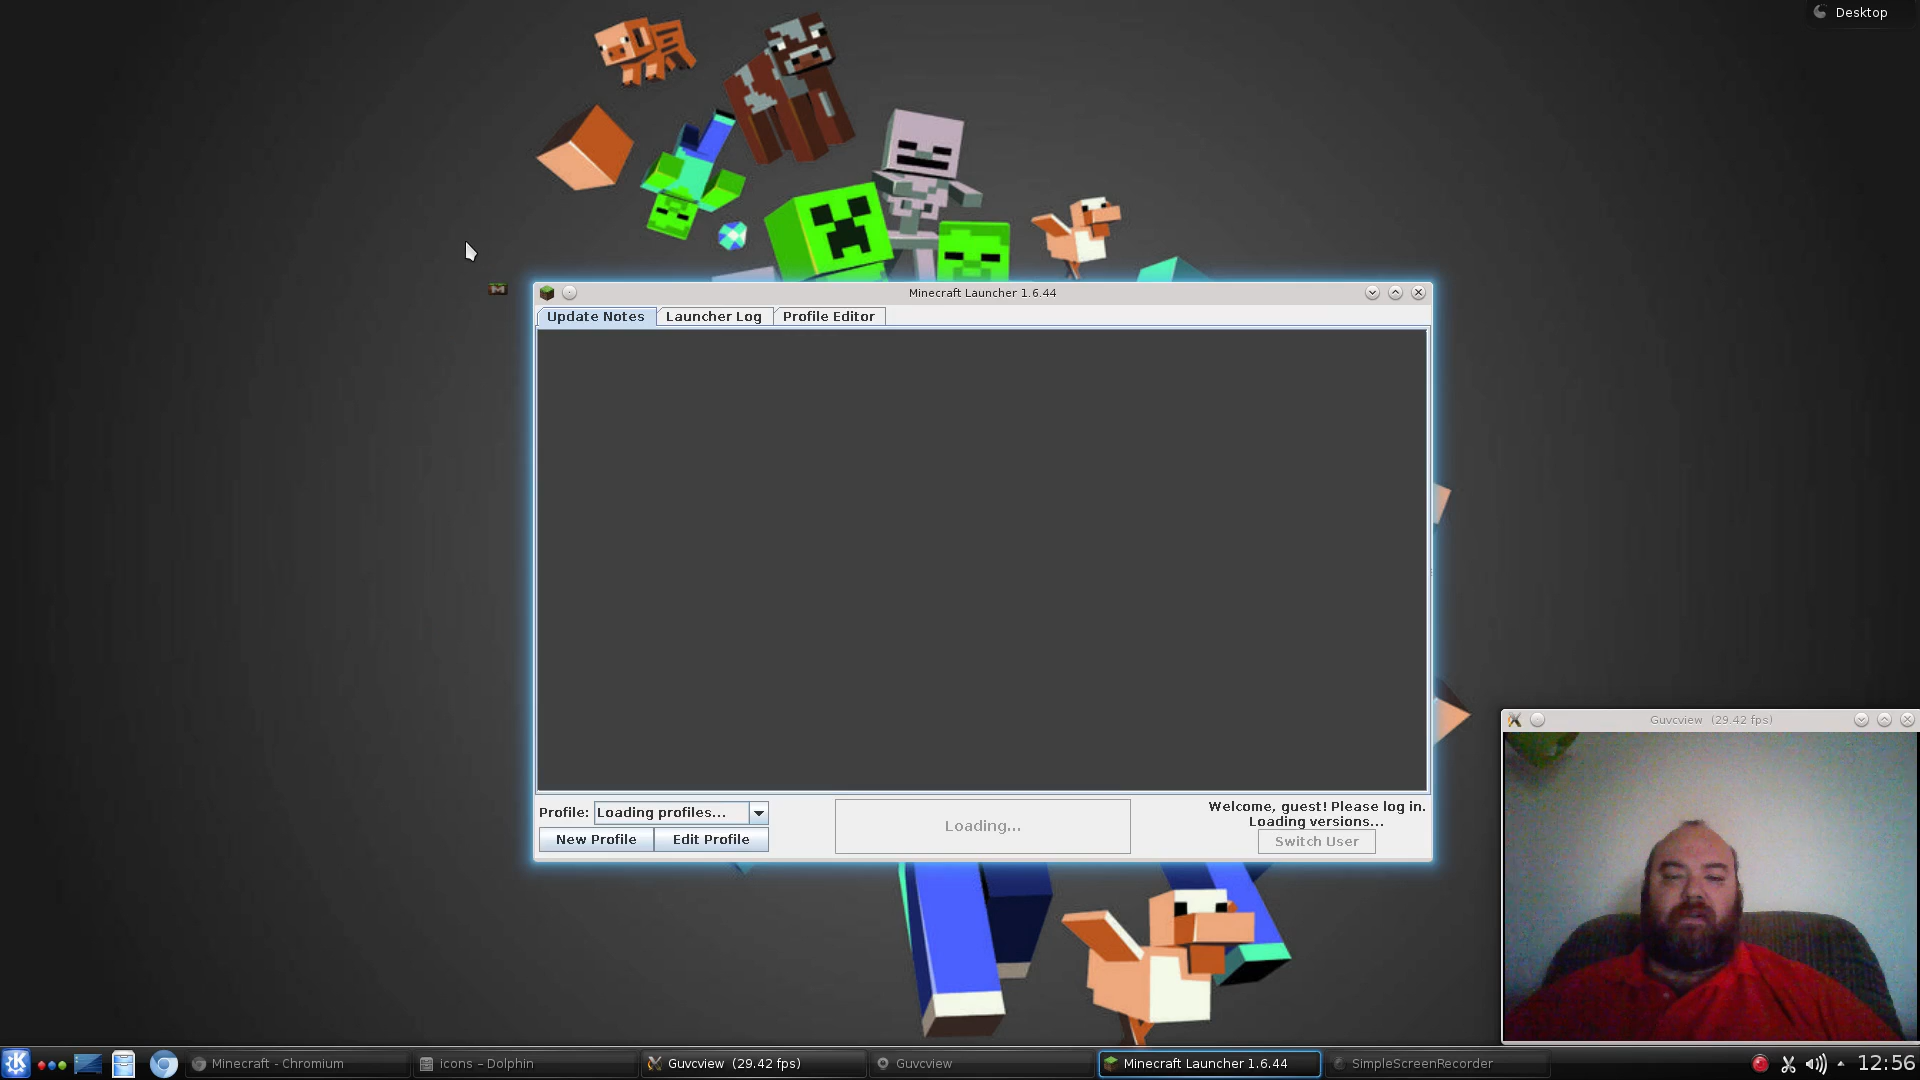 Desktop
Minecraft Launcher 1.6.44
Update Notes
Launcher Log
Profile Editor
Guvcview (29.42 fps)
Profile:
Loading profiles...
New Profile
Edit Profile
Loading...
Welcome, guest! Please log in.
Loading versions...
Switch User
Minecraft - Chromium
icons – Dolphin
Guvcview (29.42 fps)
Guvcview
Minecraft Launcher 1.6.44
SimpleScreenRecorder
12:56